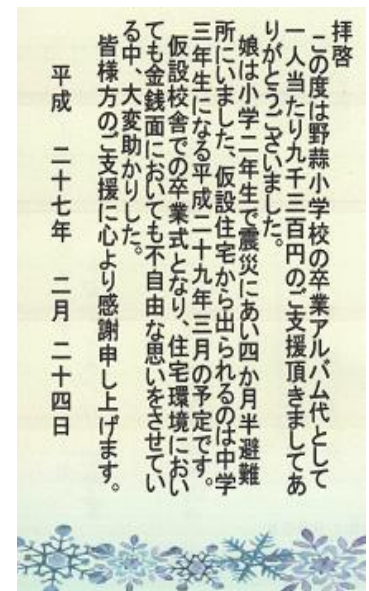 拝啓
この度は野蒜小学校の卒業アルバム代として
一人当たり九千三百円のご支援頂きましてあ
りがとうございました。
娘は小学二年生で震災にあい四か月半避難
所にいました、仮設住宅から出られるのは中学
三年生になる平成二十九年三月の予定です。
仮設校舎での卒業式となり、住宅環境におい
ても金銭面においても不自由な思いをさせてい
る中、大変助かりした。
皆様方のご支援に心より感謝申し上げます。
平成 二十七年 二月 二十四日